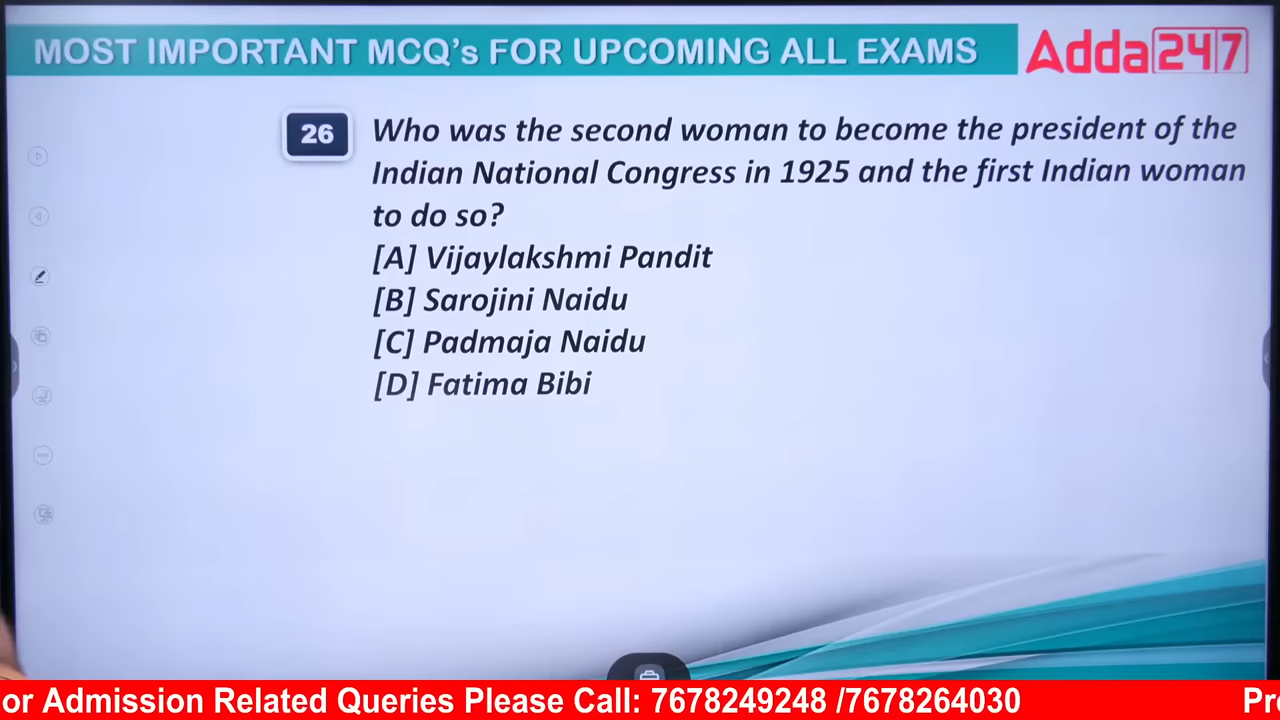 MOST IMPORTANT MCQ's FOR UPCOMING ALL EXAMS
Adda247
26
Who was the second woman to become the president of the
Indian National Congress in 1925 and the first Indian woman
to do so?
[A] Vijaylakshmi Pandit
[B] Sarojini Naidu
[C] Padmaja Naidu
[D] Fatima Bibi
or Admission Related Queries Please Call: 7678249248 /7678264030